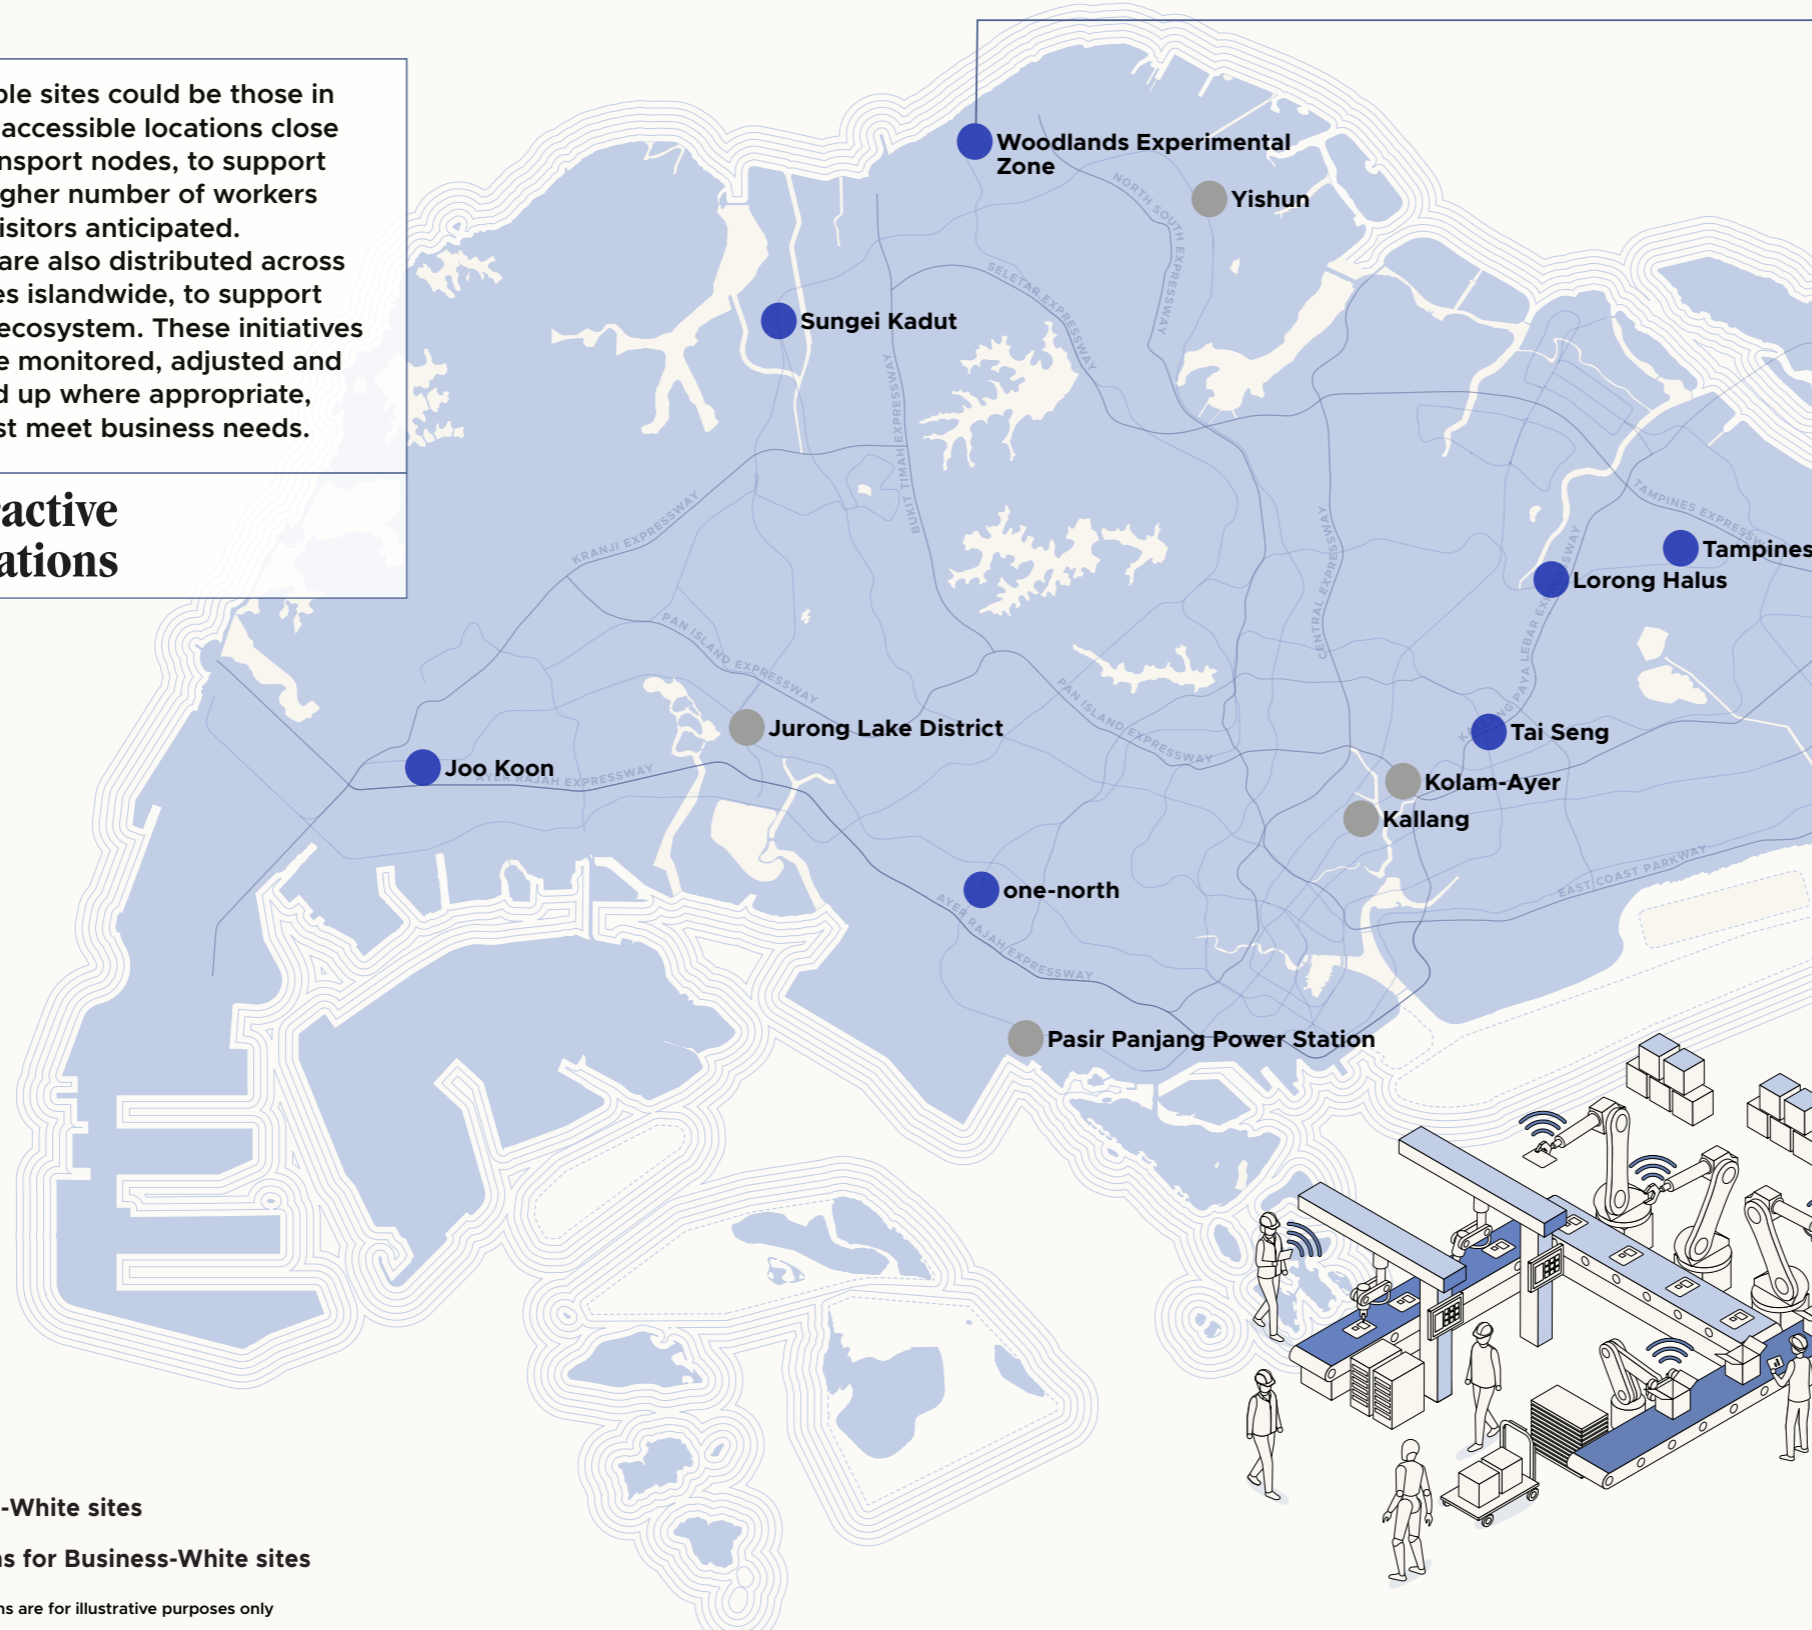 ble sites could be those in
accessible locations close
nsport nodes, to support
gher number of workers
isitors anticipated.
are also distributed across
es islandwide, to support
ecosystem. These initiatives
e monitored, adjusted and
d up where appropriate,
st meet business needs.
active
ations
Woodlands Experimental
Zone
Yishun
NORTH SOUTH EXPRESSWAY
SELETAR EXPRESSWAY
Sungei Kadut
BUKIT TIMAH EXPRESSWAY
KRANJI EXPRESSWAY
CENTRAL EXPRESSWAY
TAMPINES EXPRESSW
Tampines
Lorong Halus
PAYA LEBAR
PAN ISLAND EXPRESSWAY
PAN ISLAND EXPRESSWAY
Jurong Lake District
Tai Seng
Joo Koon
AYER RAJAH EXPRESSWAY
Kolam-Ayer
Kallang
EAST COAST PARKWAY
one-north
AYER RAJAH EXPRESSWAY
Pasir Panjang Power Station
-White sites
ns for Business-White sites
ns are for illustrative purposes only